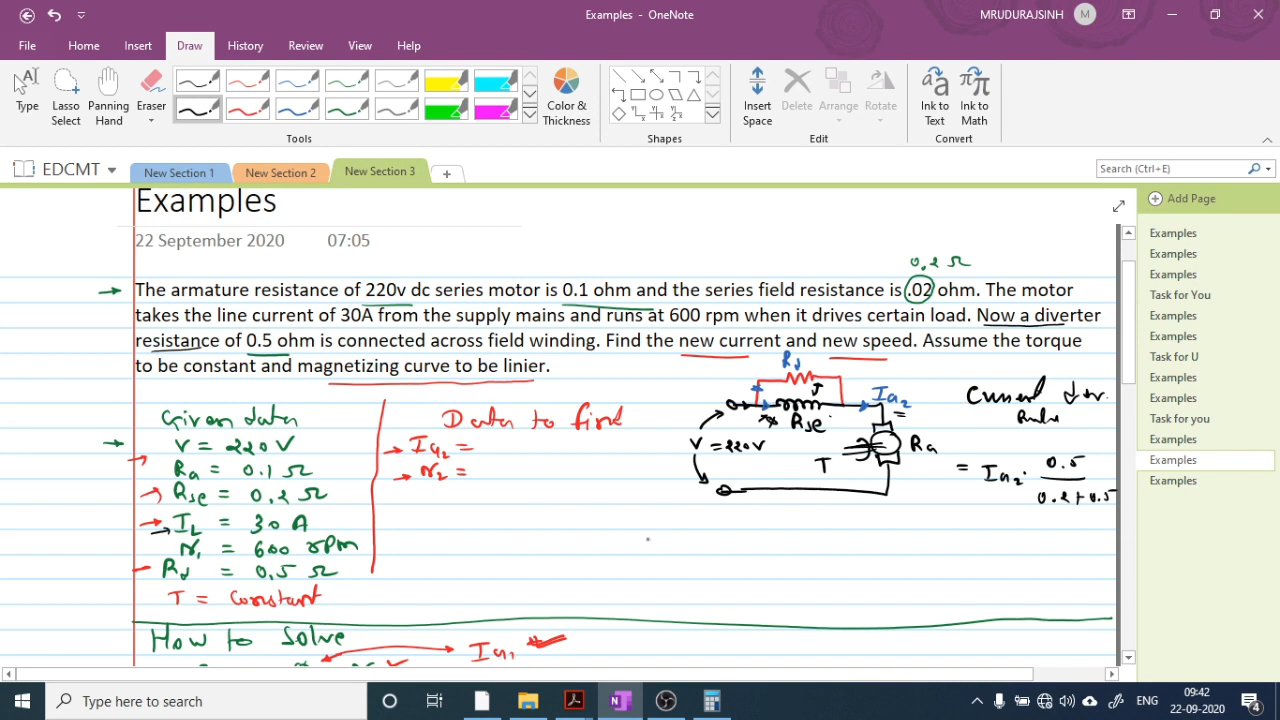 Examples - OneNote
MRUDURAJSINH M
File Home Insert Draw History Review View Help
Type Lasso Select Panning Hand Eraser
Color & Thickness
Insert Space Delete Arrange Rotate
Ink to Text Ink to Math
Tools Shapes Edit Convert
EDCMT New Section 1 New Section 2 New Section 3 +
Search (Ctrl+E)
Add Page
Examples
22 September 2020 07:05
0.2 Ω
The armature resistance of 220v dc series motor is 0.1 ohm and the series field resistance is .02 ohm. The motor
takes the line current of 30A from the supply mains and runs at 600 rpm when it drives certain load. Now a diverter
resistance of 0.5 ohm is connected across field winding. Find the new current and new speed. Assume the torque
to be constant and magnetizing curve to be linier.
Given data
V = 220 V
Ra = 0.1 Ω
Rse = 0.2 Ω
IL = 30 A
N1 = 600 rpm
Rd = 0.5 Ω
T = Constant
Data to find
Ia2 =
N2 =
Rd
Ia2
Rse
V = 220V
Ra
T
Current
Rule
= Ia2 · 0.5
0.2 + 0.5
How to solve
Ia1
Examples
Examples
Examples
Task for You
Examples
Examples
Task for U
Examples
Examples
Task for you
Examples
Examples
Examples
Type here to search
ENG
09:42
22-09-2020
4